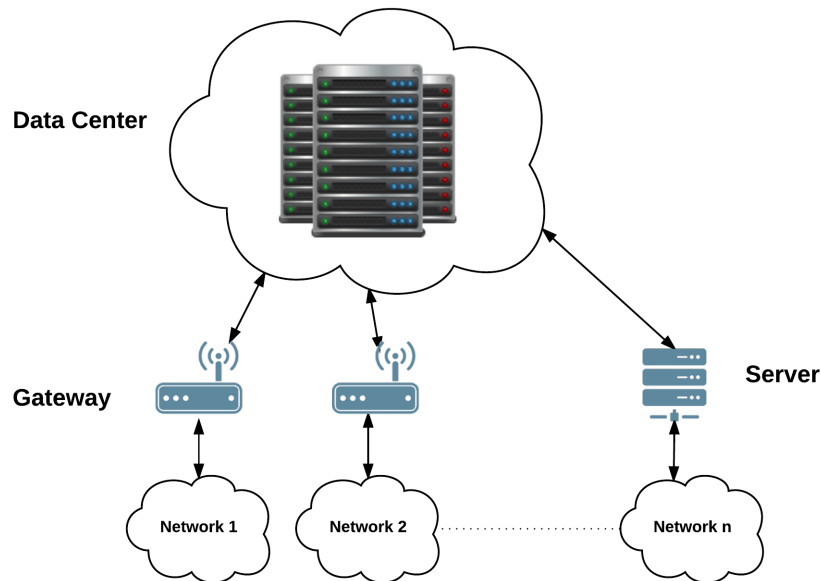 Data Center
Gateway
Server
Network 1
Network 2
Network n